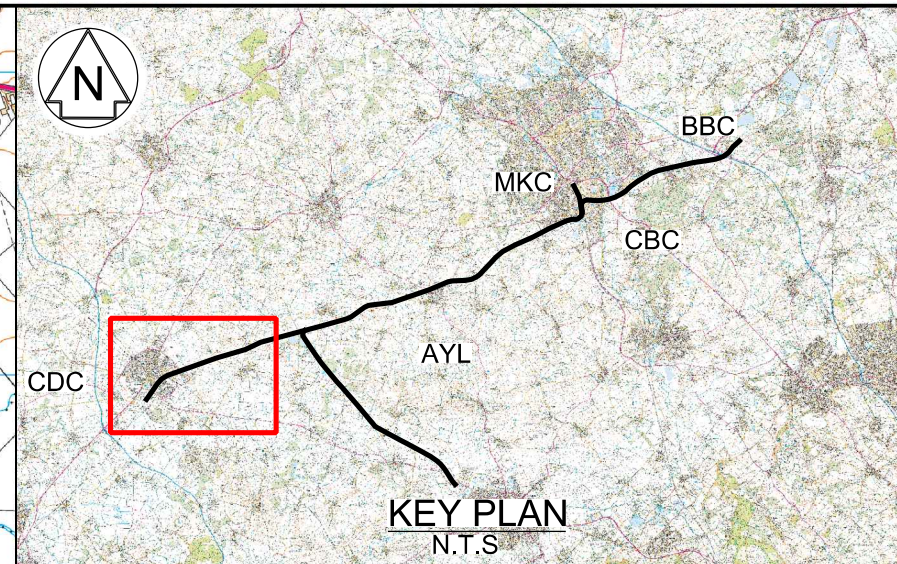 N
BBC
MKC
CBC
AYL
CDC
KEY PLAN
N.T.S